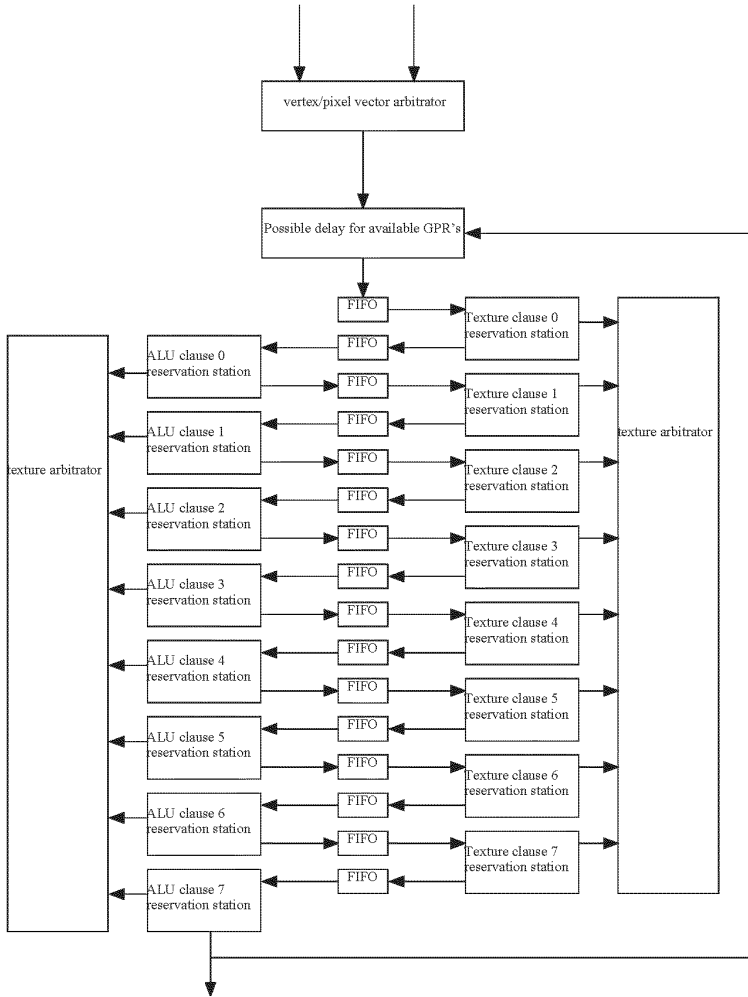 vertex/pixel vector arbitrator
Possible delay for available GPR's
FIFO
Texture clause 0
reservation station
FIFO
ALU clause 0
reservation station
FIFO
Texture clause 1
reservation station
FIFO
ALU clause 1
reservation station
texture arbitrator
texture arbitrator
FIFO
Texture clause 2
reservation station
FIFO
ALU clause 2
reservation station
FIFO
Texture clause 3
reservation station
FIFO
ALU clause 3
reservation station
FIFO
Texture clause 4
reservation station
FIFO
ALU clause 4
reservation station
FIFO
Texture clause 5
reservation station
FIFO
ALU clause 5
reservation station
FIFO
Texture clause 6
reservation station
FIFO
ALU clause 6
reservation station
FIFO
Texture clause 7
reservation station
FIFO
ALU clause 7
reservation station